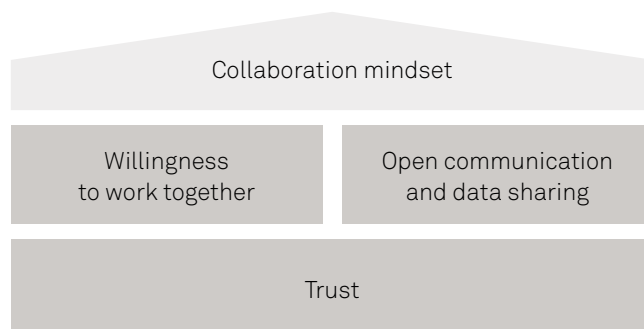 Collaboration mindset
Willingness
to work together
Open communication
and data sharing
Trust